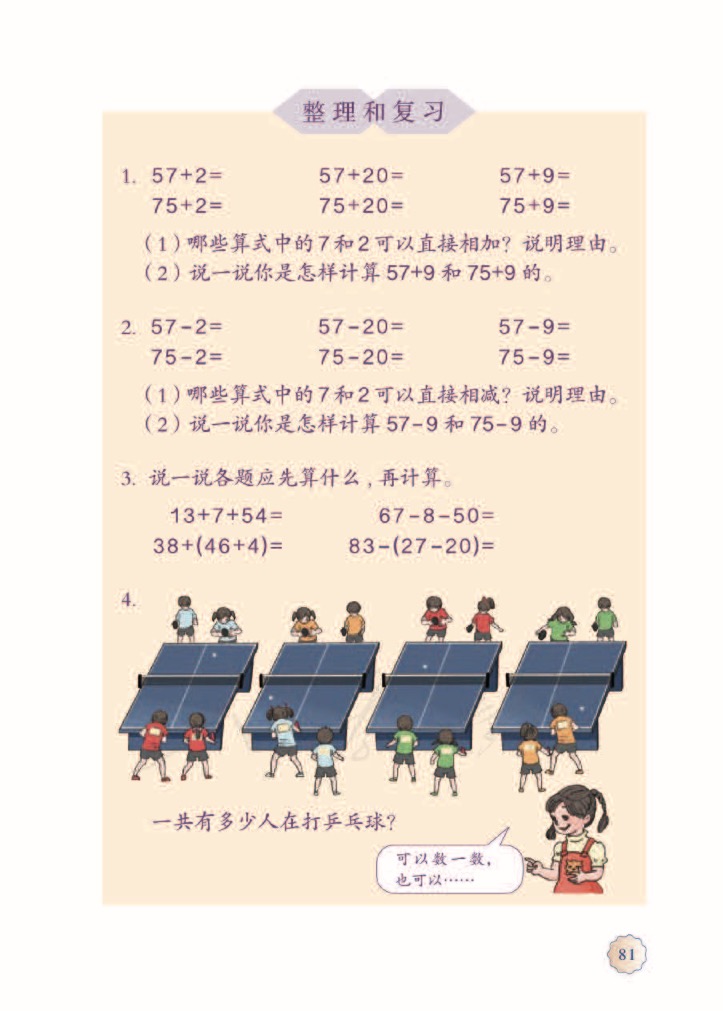 整理和复习
1. 57+2= 57+20= 57+9=
75+2= 75+20= 75+9=
（1）哪些算式中的7和2可以直接相加？说明理由。
（2）说一说你是怎样计算57+9和75+9的。
2. 57-2= 57-20= 57-9=
75-2= 75-20= 75-9=
（1）哪些算式中的7和2可以直接相减？说明理由。
（2）说一说你是怎样计算57-9和75-9的。
3. 说一说各题应先算什么，再计算。
13+7+54= 67-8-50=
38+(46+4)= 83-(27-20)=
4.
一共有多少人在打乒乓球？
可以数一数，
也可以……
81